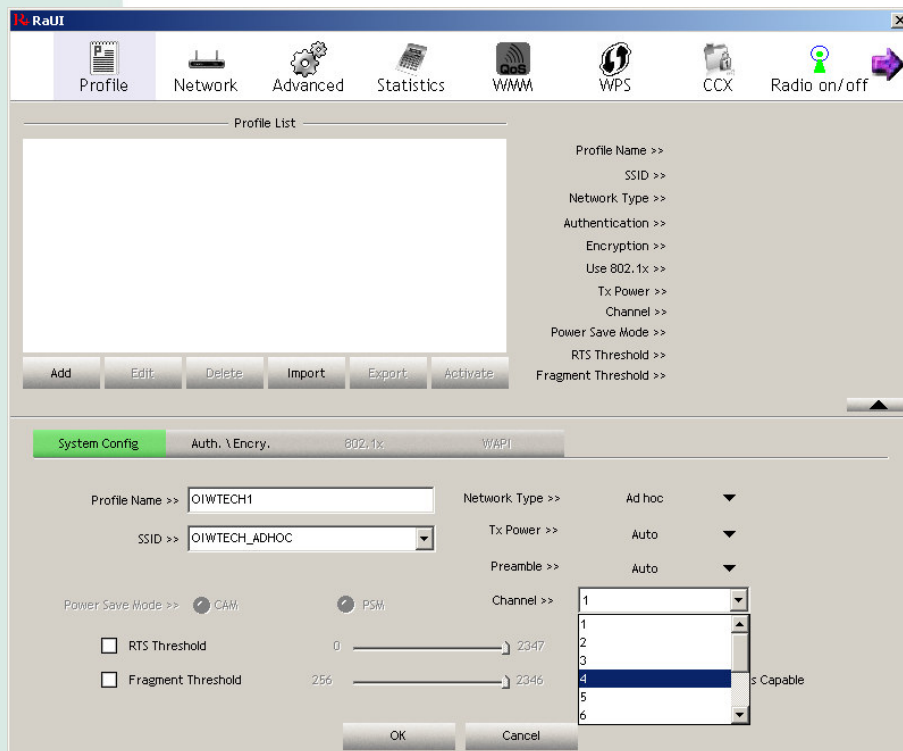 RaUI
Profile Network Advanced Statistics QoS WMM WPS CCX Radio on/off
Profile List
Profile Name >>
SSID >>
Network Type >>
Authentication >>
Encryption >>
Use 802.1x >>
Tx Power >>
Channel >>
Power Save Mode >>
RTS Threshold >>
Fragment Threshold >>
Add Edit Delete Import Export Activate
System Config Auth. \ Encry. 802.1x WAPI
Profile Name >> OIWTECH1 Network Type >> Ad hoc
SSID >> OIWTECH_ADHOC Tx Power >> Auto
Preamble >> Auto
Power Save Mode >> CAM PSM Channel >> 1
1
2
3
4
5
6
RTS Threshold 0 2347
Fragment Threshold 256 2346 s Capable
OK Cancel